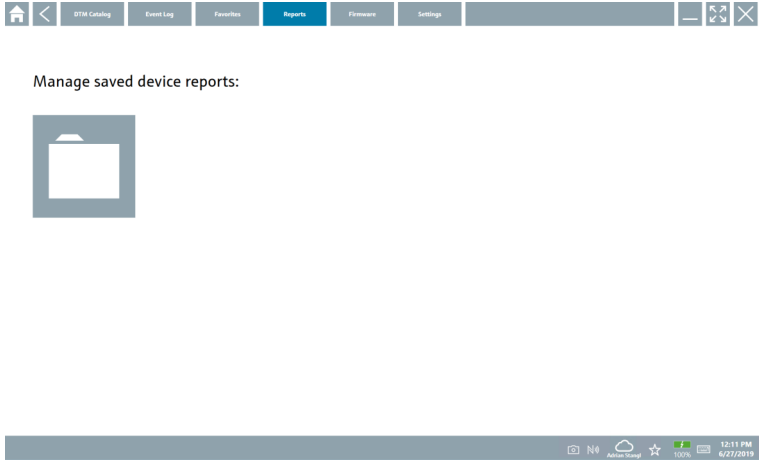 DTM Catalog Event Log Favorites Reports Firmware Settings
Manage saved device reports:
Adrian Stangl 100% 12:11 PM
6/27/2019